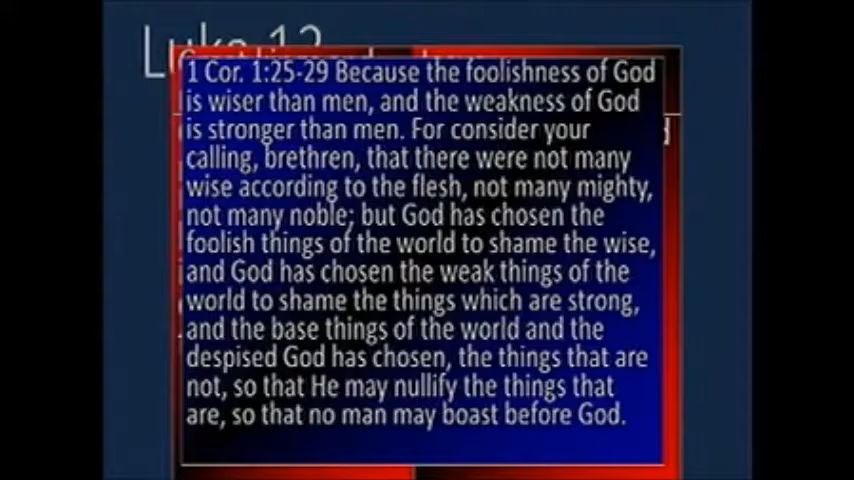 Luke 12
1 Cor. 1:25-29 Because the foolishness of God
is wiser than men, and the weakness of God
is stronger than men. For consider your
calling, brethren, that there were not many
wise according to the flesh, not many mighty,
not many noble; but God has chosen the
foolish things of the world to shame the wise,
and God has chosen the weak things of the
world to shame the things which are strong,
and the base things of the world and the
despised God has chosen, the things that are
not, so that He may nullify the things that
are, so that no man may boast before God.